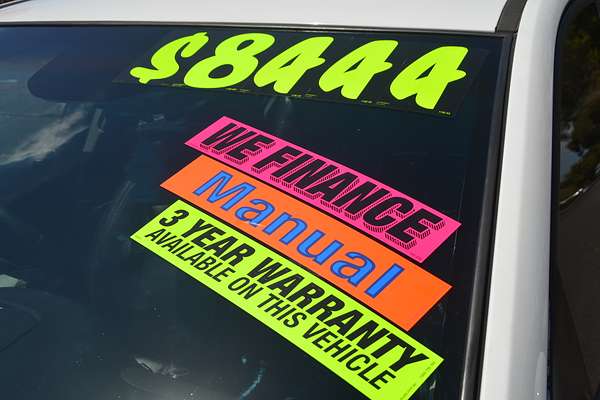 $8444
WE FINANCE
Manual
3 YEAR WARRANTY
AVAILABLE ON THIS VEHICLE